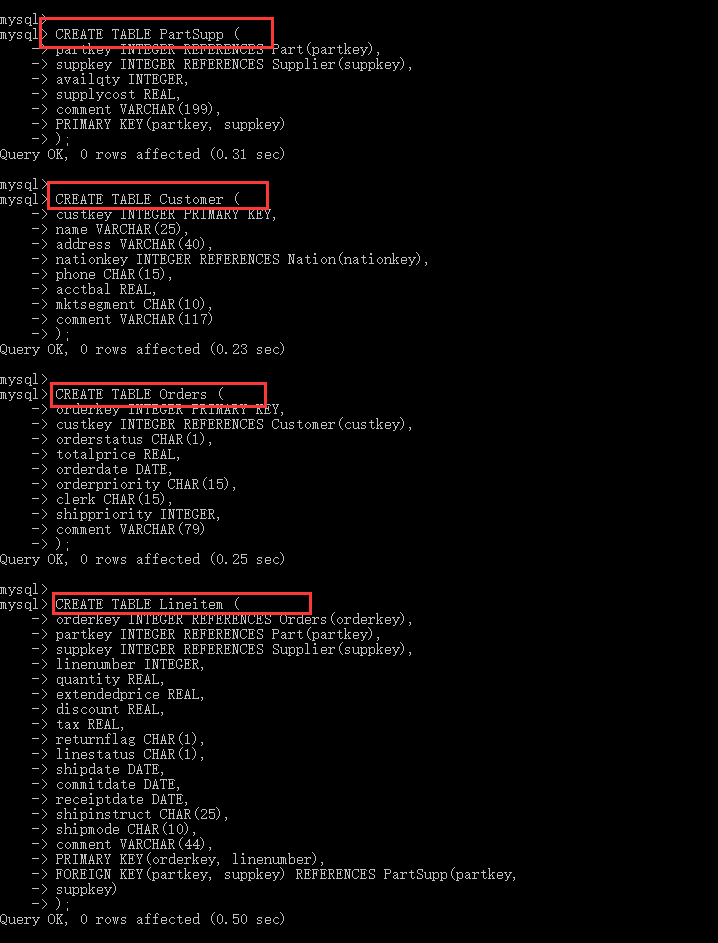 mysql>
mysql> CREATE TABLE PartSupp (
-> partkey INTEGER REFERENCES Part(partkey),
-> suppkey INTEGER REFERENCES Supplier(suppkey),
-> availqty INTEGER,
-> supplycost REAL,
-> comment VARCHAR(199),
-> PRIMARY KEY(partkey, suppkey)
-> );
Query OK, 0 rows affected (0.31 sec)
mysql>
mysql> CREATE TABLE Customer (
-> custkey INTEGER PRIMARY KEY,
-> name VARCHAR(25),
-> address VARCHAR(40),
-> nationkey INTEGER REFERENCES Nation(nationkey),
-> phone CHAR(15),
-> acctbal REAL,
-> mktsegment CHAR(10),
-> comment VARCHAR(117)
-> );
Query OK, 0 rows affected (0.23 sec)
mysql>
mysql> CREATE TABLE Orders (
-> orderkey INTEGER PRIMARY KEY,
-> custkey INTEGER REFERENCES Customer(custkey),
-> orderstatus CHAR(1),
-> totalprice REAL,
-> orderdate DATE,
-> orderpriority CHAR(15),
-> clerk CHAR(15),
-> shippriority INTEGER,
-> comment VARCHAR(79)
-> );
Query OK, 0 rows affected (0.25 sec)
mysql>
mysql> CREATE TABLE Lineitem (
-> orderkey INTEGER REFERENCES Orders(orderkey),
-> partkey INTEGER REFERENCES Part(partkey),
-> suppkey INTEGER REFERENCES Supplier(suppkey),
-> linenumber INTEGER,
-> quantity REAL,
-> extendedprice REAL,
-> discount REAL,
-> tax REAL,
-> returnflag CHAR(1),
-> linestatus CHAR(1),
-> shipdate DATE,
-> commitdate DATE,
-> receiptdate DATE,
-> shipinstruct CHAR(25),
-> shipmode CHAR(10),
-> comment VARCHAR(44),
-> PRIMARY KEY(orderkey, linenumber),
-> FOREIGN KEY(partkey, suppkey) REFERENCES PartSupp(partkey,
-> suppkey)
-> );
Query OK, 0 rows affected (0.50 sec)